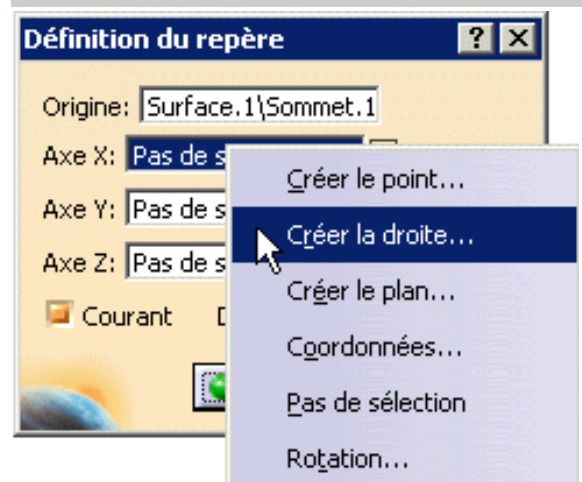 Définition du repère
Origine: Surface.1\Sommet.1
Axe X: Pas de s
Axe Y: Pas de s
Axe Z: Pas de s
Courant D
Créer le point...
Créer la droite...
Créer le plan...
Coordonnées...
Pas de sélection
Rotation...